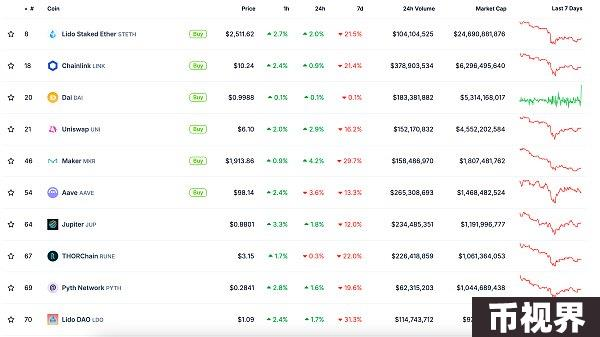 # Coin Price 1h 24h 7d 24h Volume Market Cap Last 7 Days
8 Lido Staked Ether STETH Buy $2,511.62 2.7% 2.0% 21.5% $104,104,525 $24,690,881,876
18 Chainlink LINK Buy $10.24 2.4% 0.9% 21.4% $378,903,534 $6,296,495,640
20 Dai DAI Buy $0.9988 0.1% 0.1% 0.1% $183,381,882 $5,314,168,017
21 Uniswap UNI Buy $6.10 2.0% 2.9% 16.2% $152,170,832 $4,552,202,584
46 Maker MKR Buy $1,913.86 0.9% 4.2% 29.7% $158,486,970 $1,807,481,762
54 Aave AAVE Buy $98.14 2.4% 3.6% 13.3% $265,308,693 $1,468,482,524
64 Jupiter JUP $0.8801 3.3% 1.8% 12.0% $234,485,351 $1,191,996,777
67 THORChain RUNE $3.15 1.7% 0.3% 22.0% $226,418,659 $1,061,364,053
69 Pyth Network PYTH $0.2841 2.8% 1.6% 19.6% $62,315,203 $1,044,689,438
70 Lido DAO LDO $1.09 2.4% 1.7% 31.3% $114,743,712
币视界